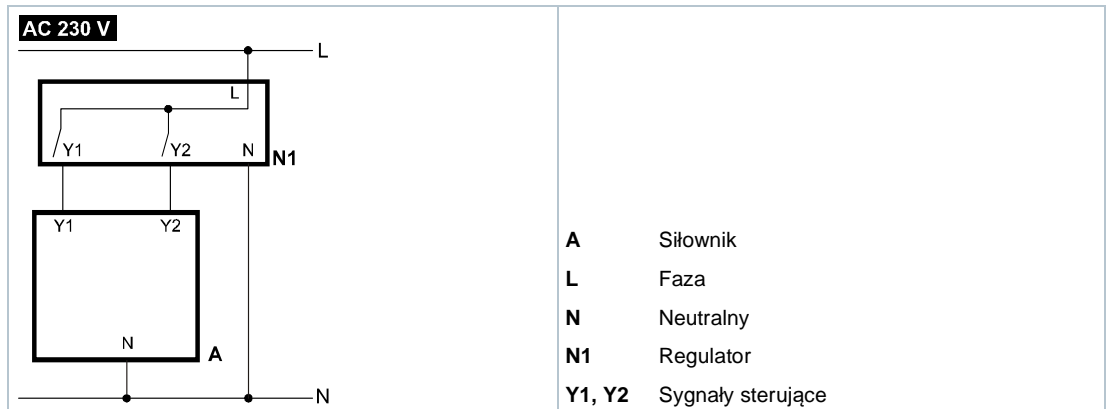 AC 230 V
L
L
Y1 Y2 N
N1
Y1 Y2
N
A
N
A Siłownik
L Faza
N Neutralny
N1 Regulator
Y1, Y2 Sygnały sterujące